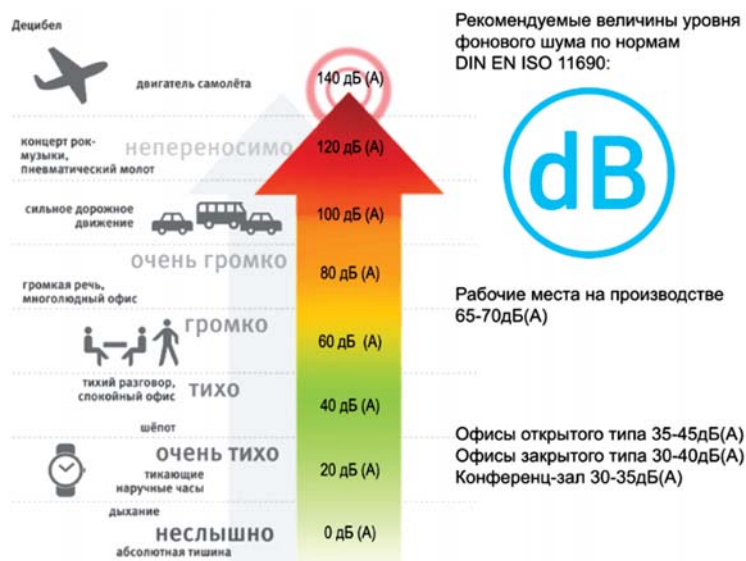 Децибел
двигатель самолёта
140 дБ (А)
концерт рок-
музыки,
пневматический молот
непереносимо
120 дБ (А)
сильное дорожное
движение
100 дБ (А)
очень громко
80 дБ (А)
громкая речь,
многолюдный офис
громко
60 дБ (А)
тихий разговор,
спокойный офис
тихо
40 дБ (А)
шёпот
очень тихо
тикающие
наручные часы
20 дБ (А)
дыхание
неслышно
абсолютная тишина
0 дБ (А)
Рекомендуемые величины уровня
фонового шума по нормам
DIN EN ISO 11690:
dB
Рабочие места на производстве
65-70дБ(А)
Офисы открытого типа 35-45дБ(А)
Офисы закрытого типа 30-40дБ(А)
Конференц-зал 30-35дБ(А)